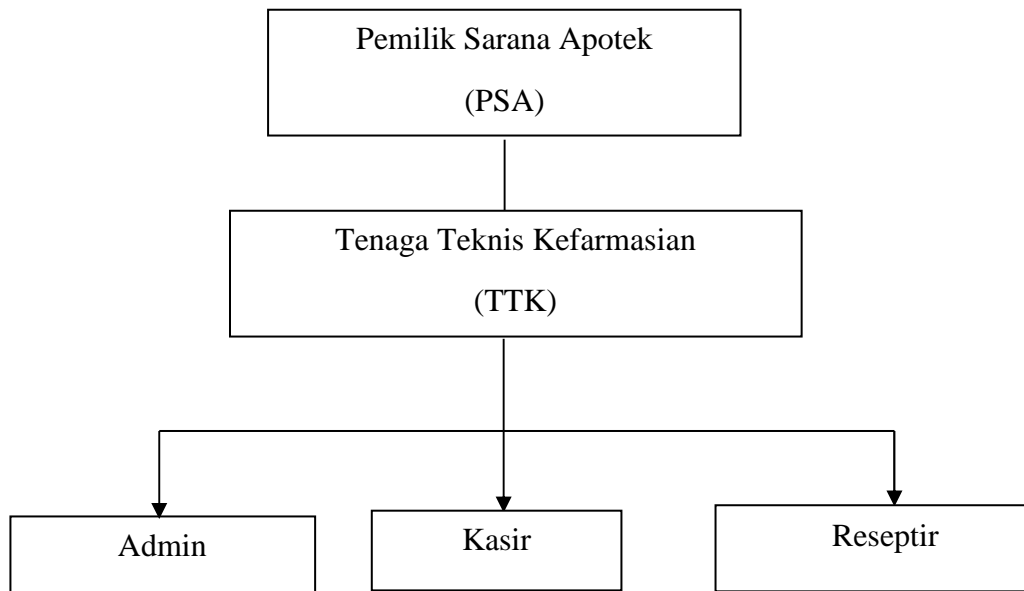 Pemilik Sarana Apotek
(PSA)
Tenaga Teknis Kefarmasian
(TTK)
Admin
Kasir
Reseptir